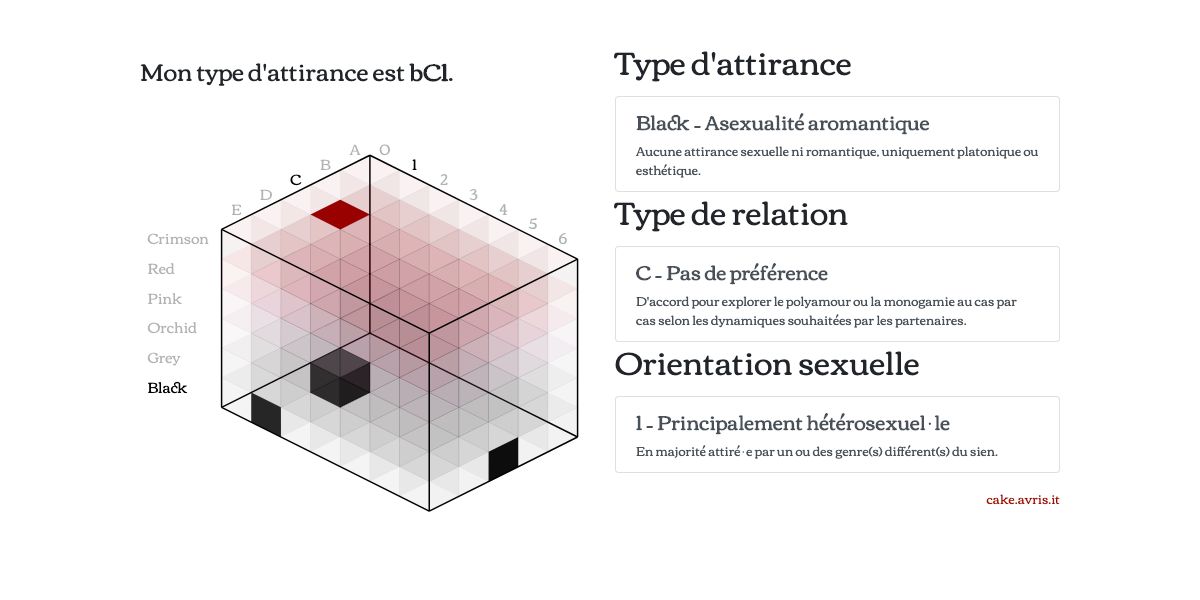 Mon type d'attirance est bC1.
A O
B 1
C 2
D 3
E 4
5
6
Crimson
Red
Pink
Orchid
Grey
Black
Type d'attirance
Black - Asexualité aromantique
Aucune attirance sexuelle ni romantique, uniquement platonique ou
esthétique.
Type de relation
C - Pas de préférence
D'accord pour explorer le polyamour ou la monogamie au cas par
cas selon les dynamiques souhaitées par les partenaires.
Orientation sexuelle
1 - Principalement hétérosexuel·le
En majorité attiré·e par un ou des genre(s) différent(s) du sien.
cake.avris.it